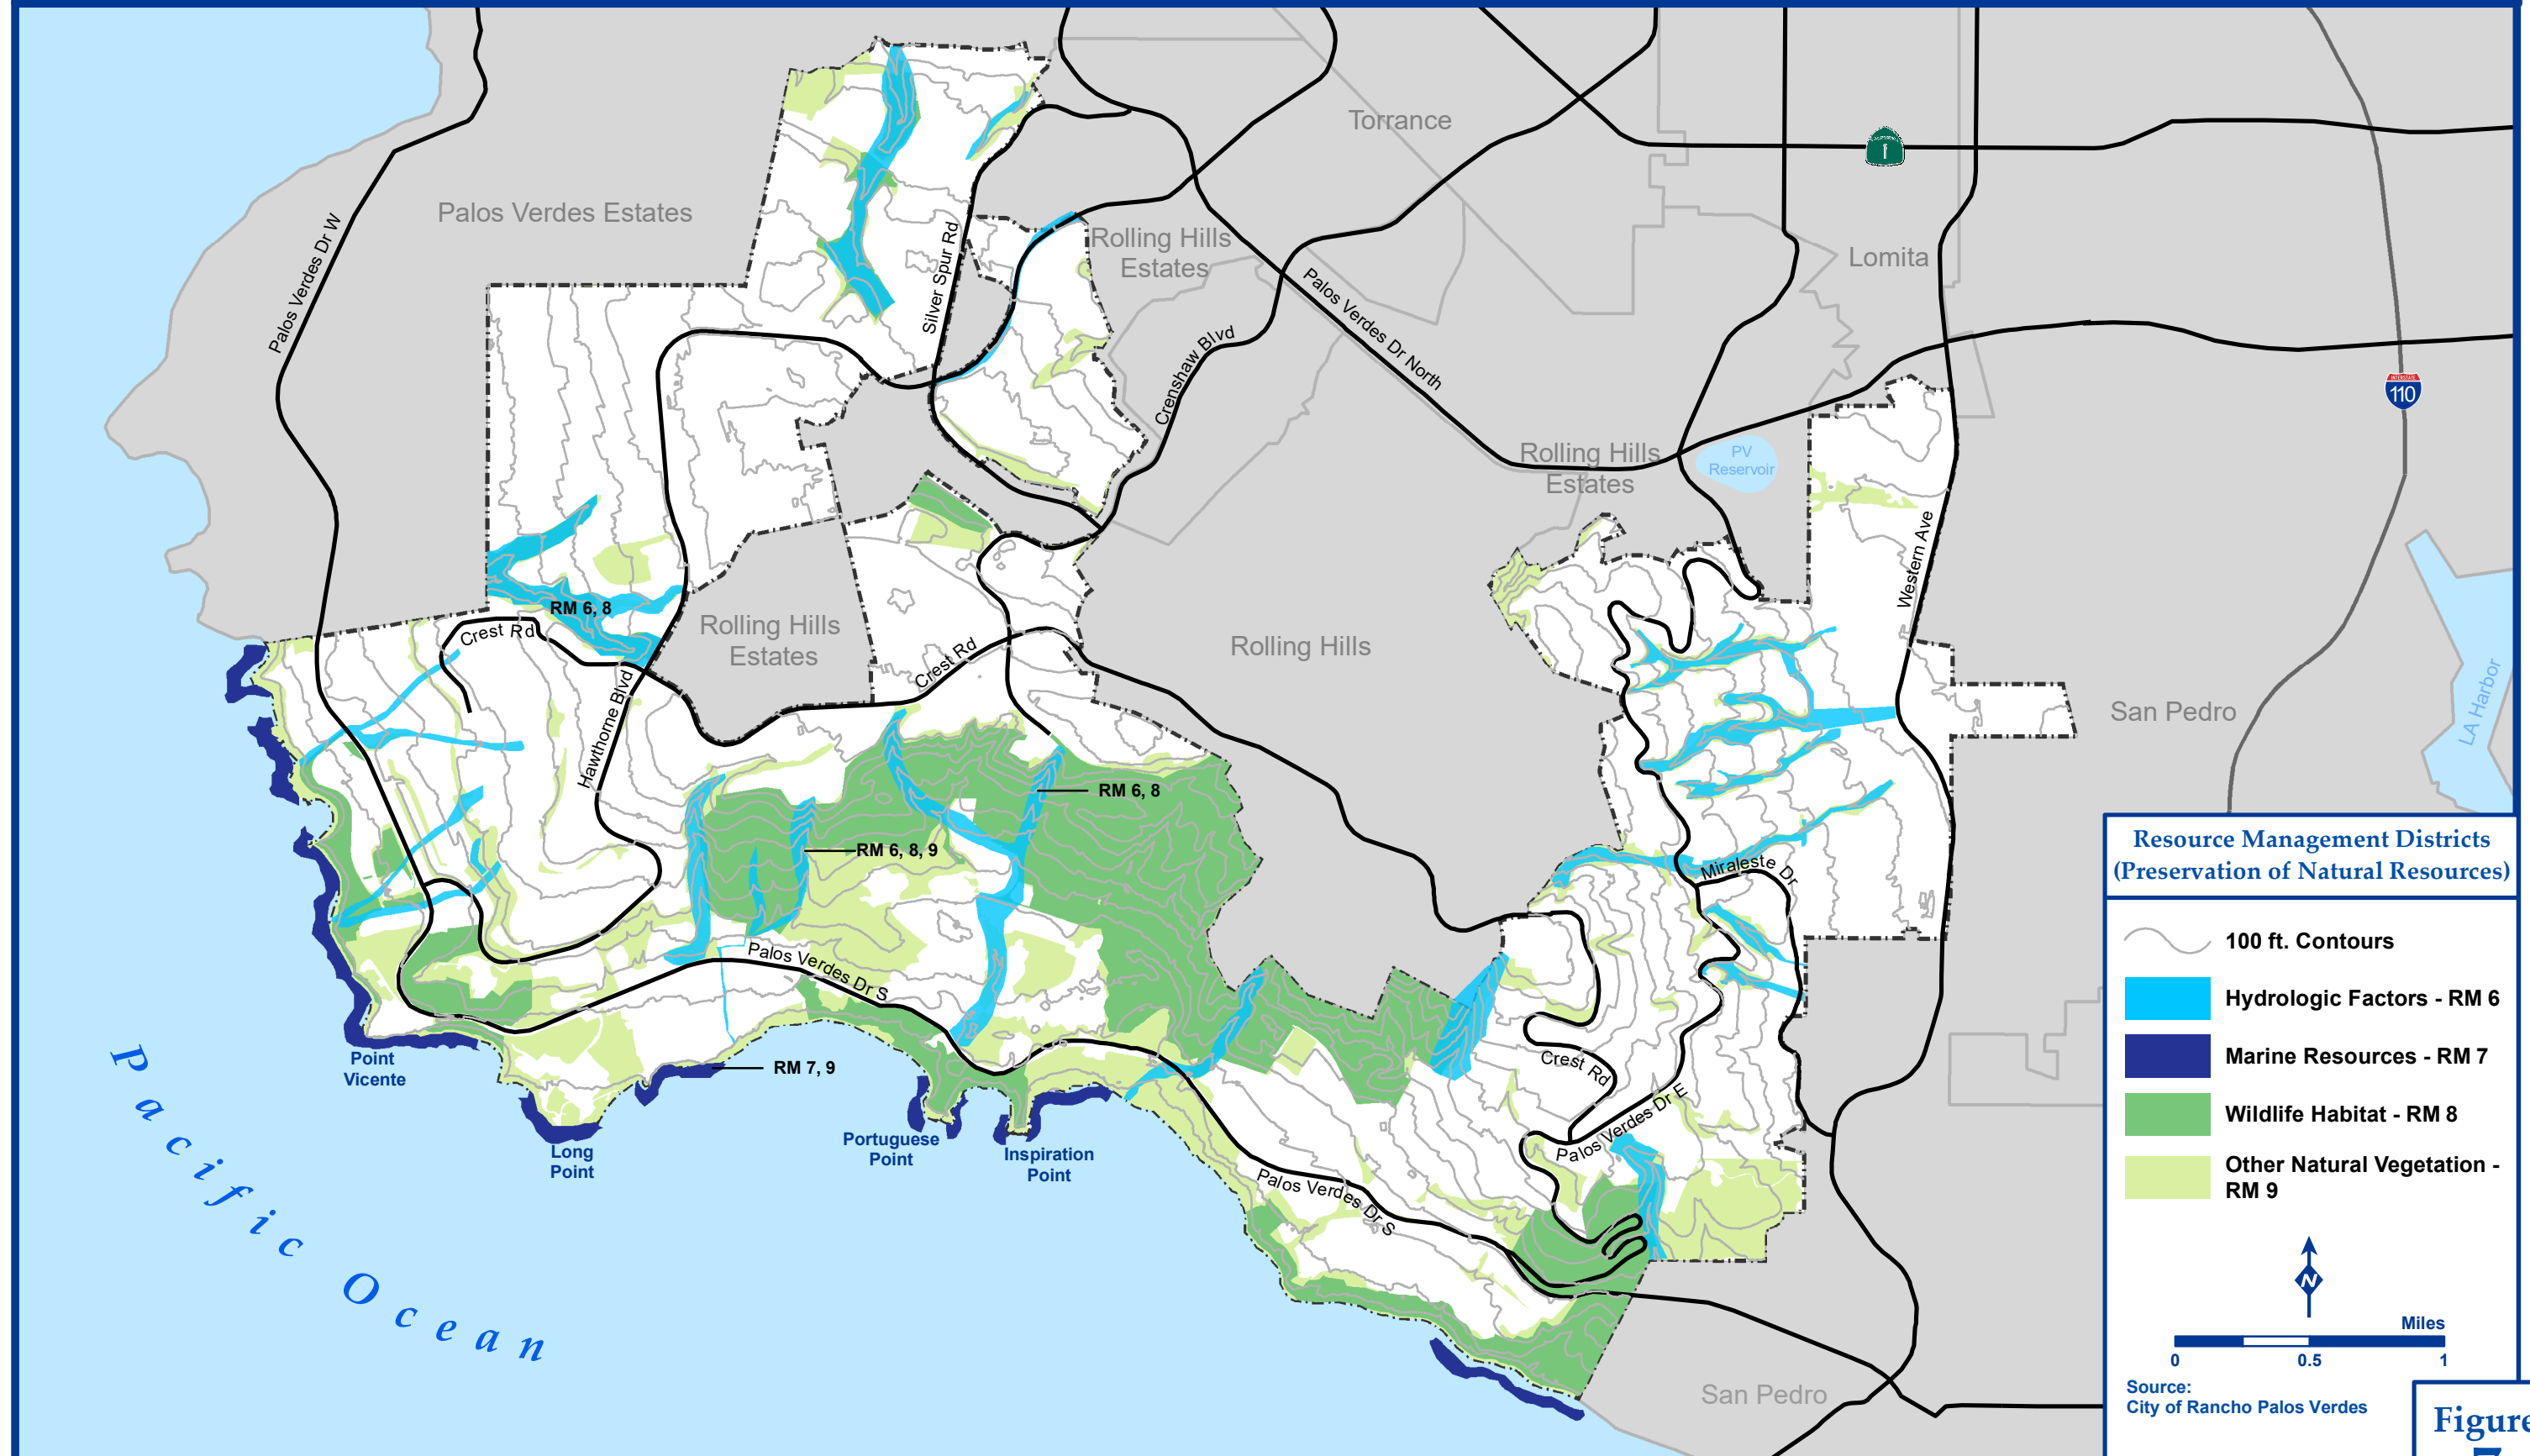 Torrance
1
Palos Verdes Estates
Palos Verdes Dr W
Silver Spur Rd
Rolling Hills
Estates
Lomita
Palos Verdes Dr North
Crenshaw Blvd
INTERSTATE
110
Rolling Hills
Estates
PV
Reservoir
Western Ave
RM 6, 8
Crest Rd
Rolling Hills
Estates
Crest Rd
Rolling Hills
San Pedro
LA Harbor
Hawthorne Blvd
RM 6, 8
RM 6, 8, 9
Miraleste Dr
Palos Verdes Dr S
Point
Vicente
RM 7, 9
Crest Rd
Palos Verdes Dr E
Long
Point
Portuguese
Point
Inspiration
Point
Palos Verdes Dr S
Pacific Ocean
San Pedro
Resource Management Districts
(Preservation of Natural Resources)
100 ft. Contours
Hydrologic Factors - RM 6
Marine Resources - RM 7
Wildlife Habitat - RM 8
Other Natural Vegetation -
RM 9
N
Miles
0 0.5 1
Source:
City of Rancho Palos Verdes
Figure